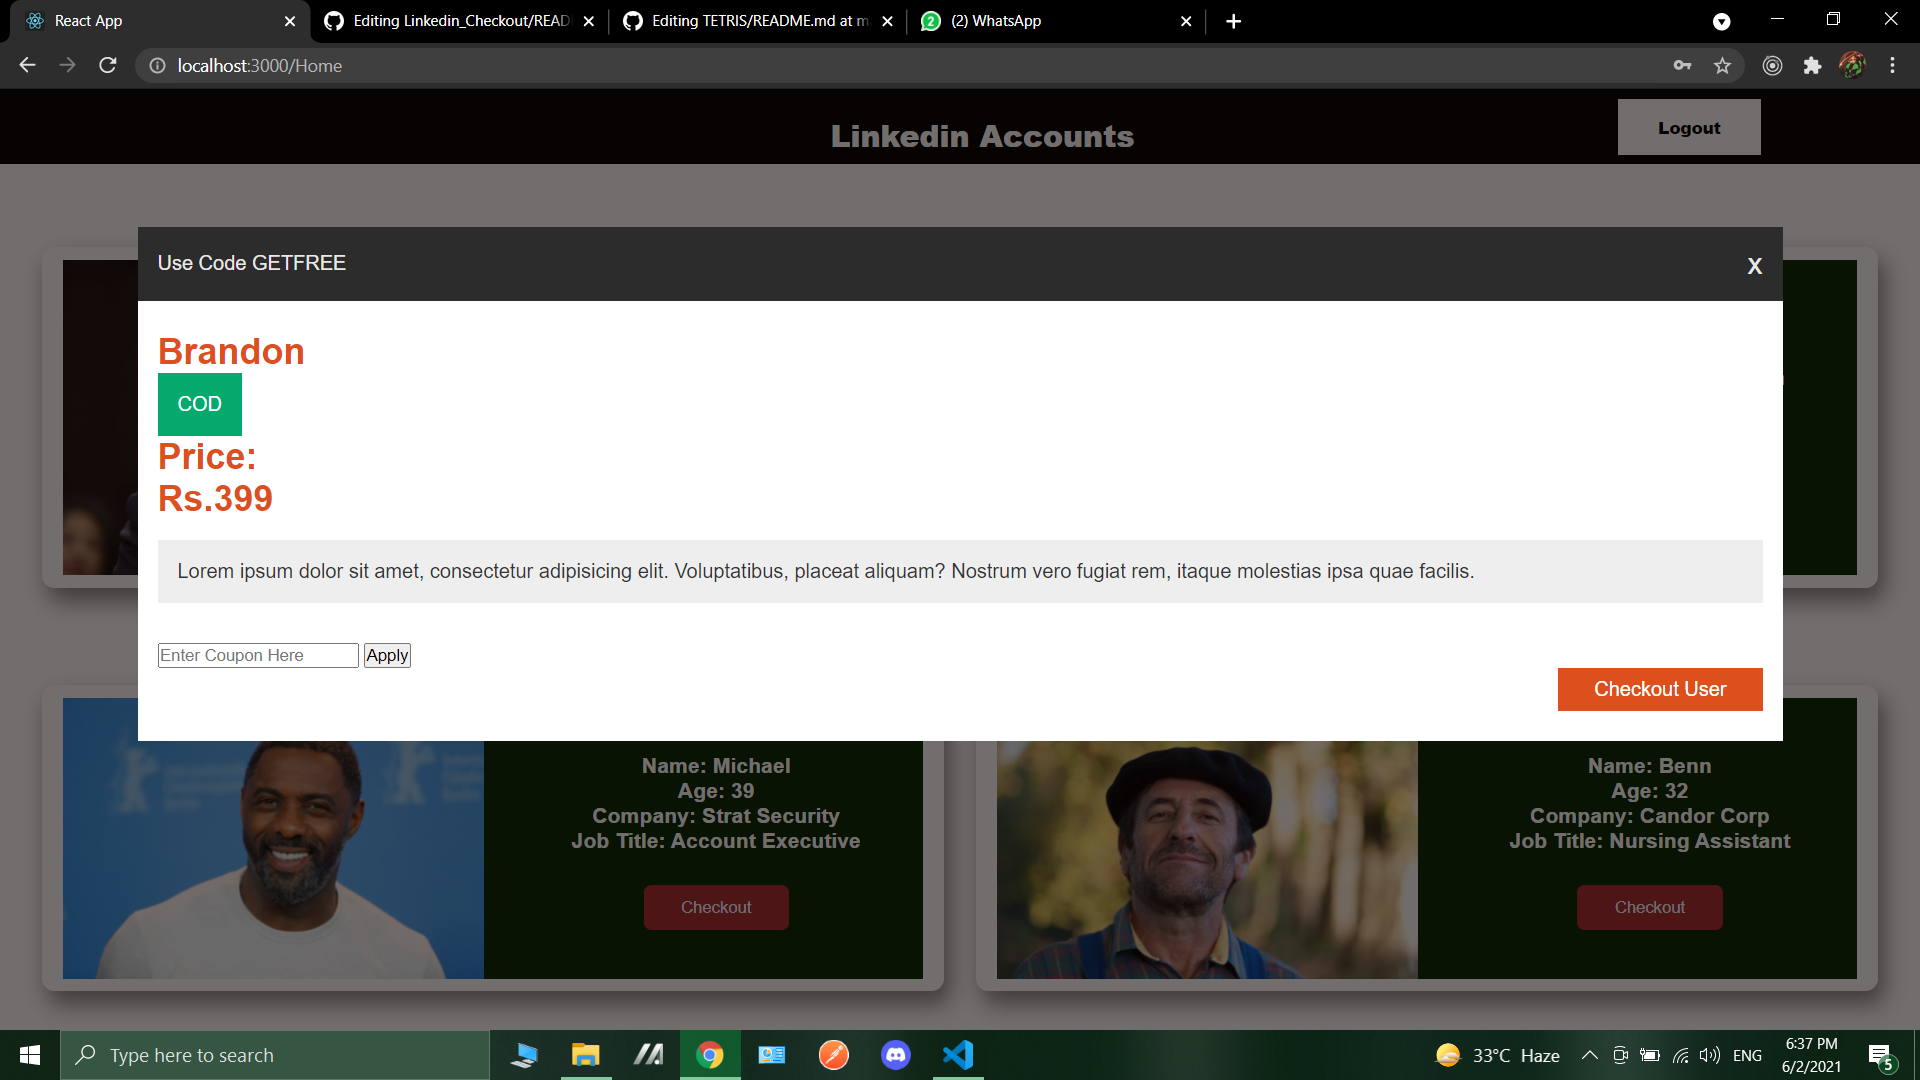 React App
Editing Linkedin_Checkout/READ
Editing TETRIS/README.md at m
2
(2) WhatsApp
localhost:3000/Home
Linkedin Accounts
Logout
Use Code GETFREE
X
Brandon
COD
Price:
Rs.399
Lorem ipsum dolor sit amet, consectetur adipisicing elit. Voluptatibus, placeat aliquam? Nostrum vero fugiat rem, itaque molestias ipsa quae facilis.
Enter Coupon Here
Apply
Checkout User
Name: Michael
Age: 39
Company: Strat Security
Job Title: Account Executive
Checkout
Name: Benn
Age: 32
Company: Candor Corp
Job Title: Nursing Assistant
Checkout
Type here to search
33°C Haze
ENG
6:37 PM
6/2/2021
5